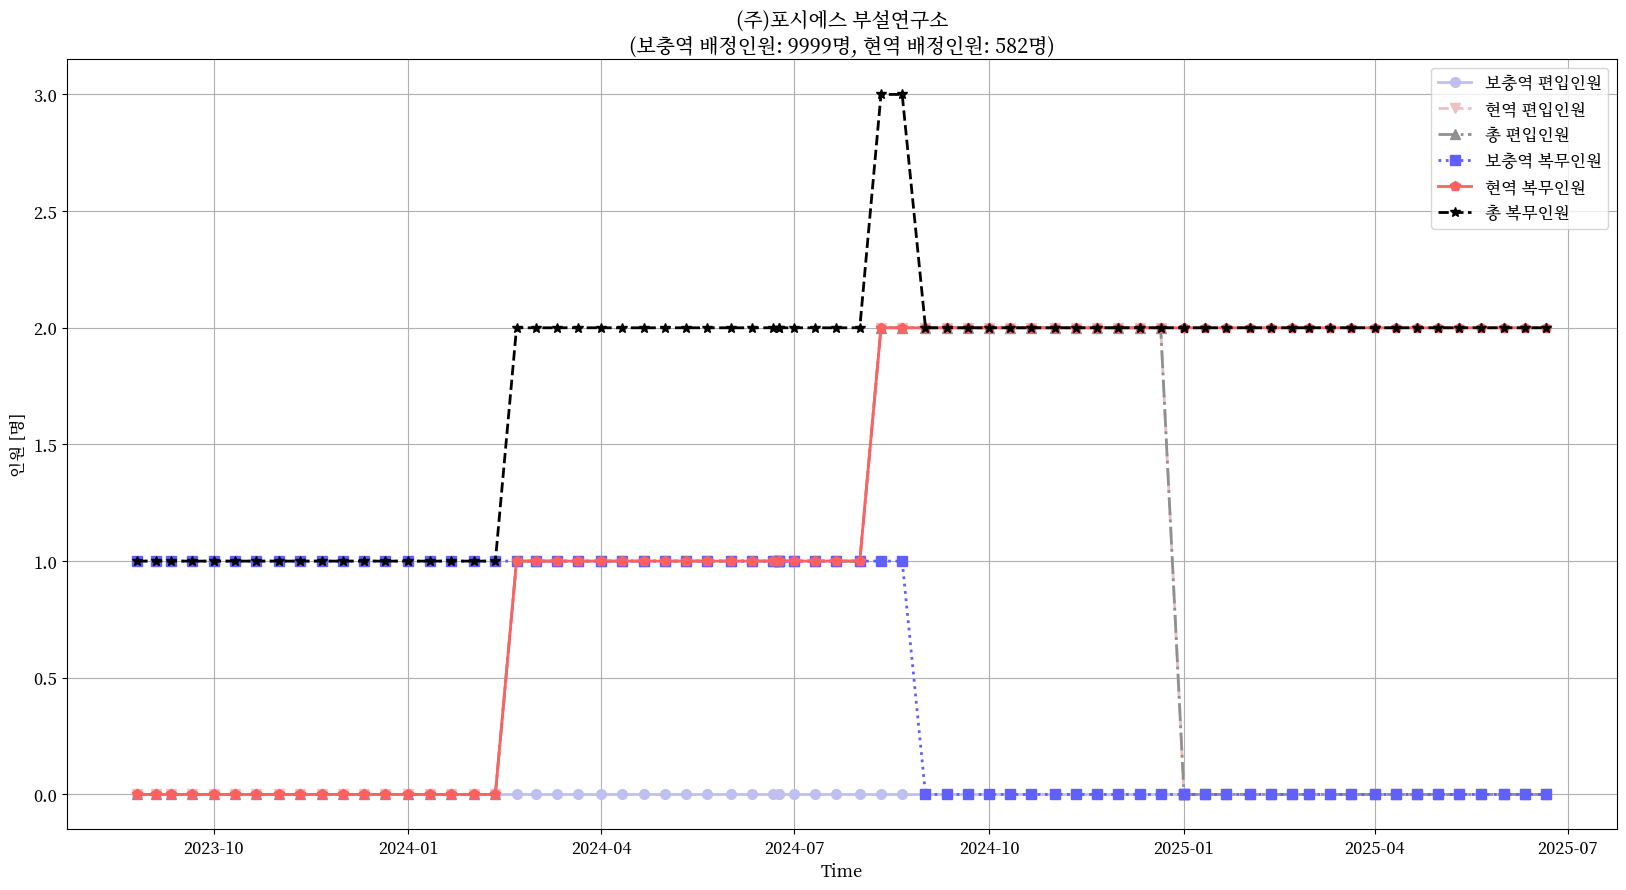 (주)포시에스 부설연구소
(보충역 배정인원: 9999명, 현역 배정인원: 582명)
보충역 편입인원
현역 편입인원
총 편입인원
보충역 복무인원
현역 복무인원
총 복무인원
인원 [명]
3.0
2.5
2.0
1.5
1.0
0.5
0.0
2023-10
2024-01
2024-04
2024-07
2024-10
2025-01
2025-04
2025-07
Time